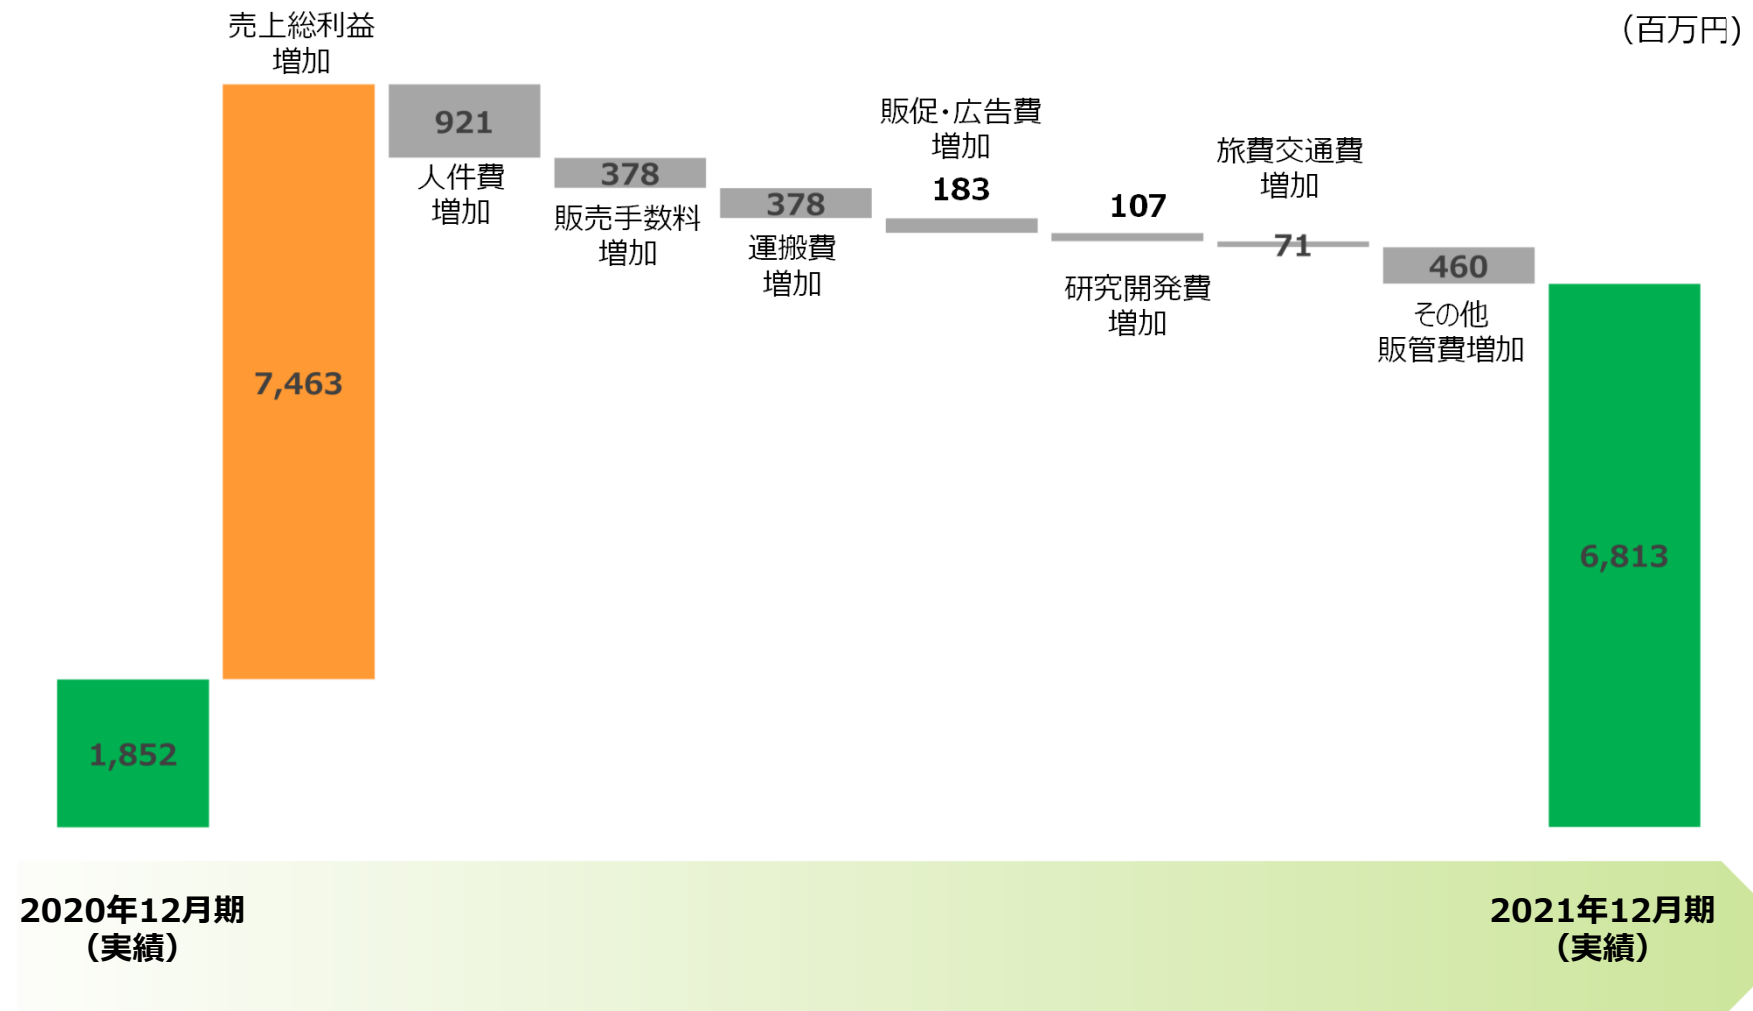 （百万円）
売上総利益
増加
7,463
921
人件費
増加
378
販売手数料
増加
378
運搬費
増加
販促・広告費
増加
183
107
研究開発費
増加
旅費交通費
増加
71
460
その他
販管費増加
1,852
6,813
2020年12月期
（実績）
2021年12月期
（実績）